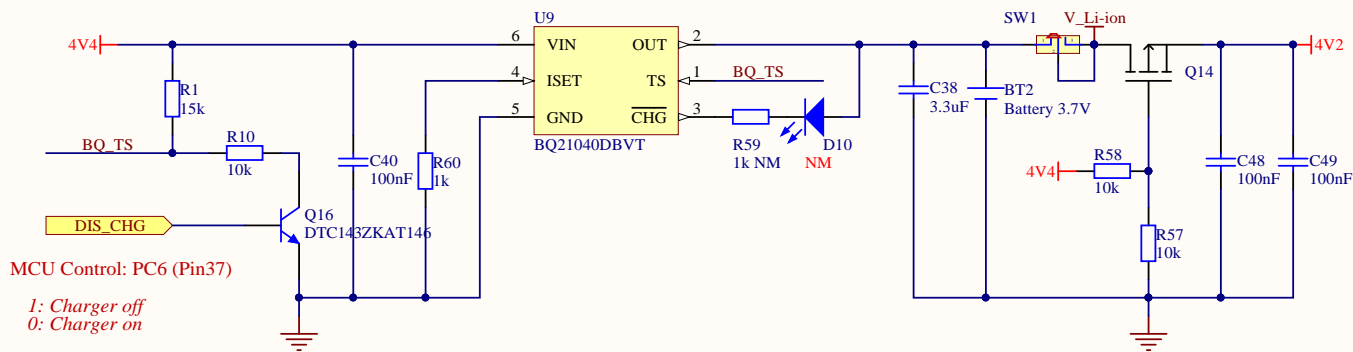 U9
SW1
V_Li-ion
4V4
6
VIN
OUT
2
4V2
4
ISET
TS
1
BQ_TS
Q14
R1
15k
5
GND
CHG
3
C38
3.3uF
BT2
Battery 3.7V
BQ21040DBVT
R59
1k NM
D10
NM
BQ_TS
R10
10k
C40
100nF
R60
1k
4V4
R58
10k
C48
100nF
C49
100nF
DIS_CHG
Q16
DTC143ZKAT146
R57
10k
MCU Control: PC6 (Pin37)
1: Charger off
0: Charger on